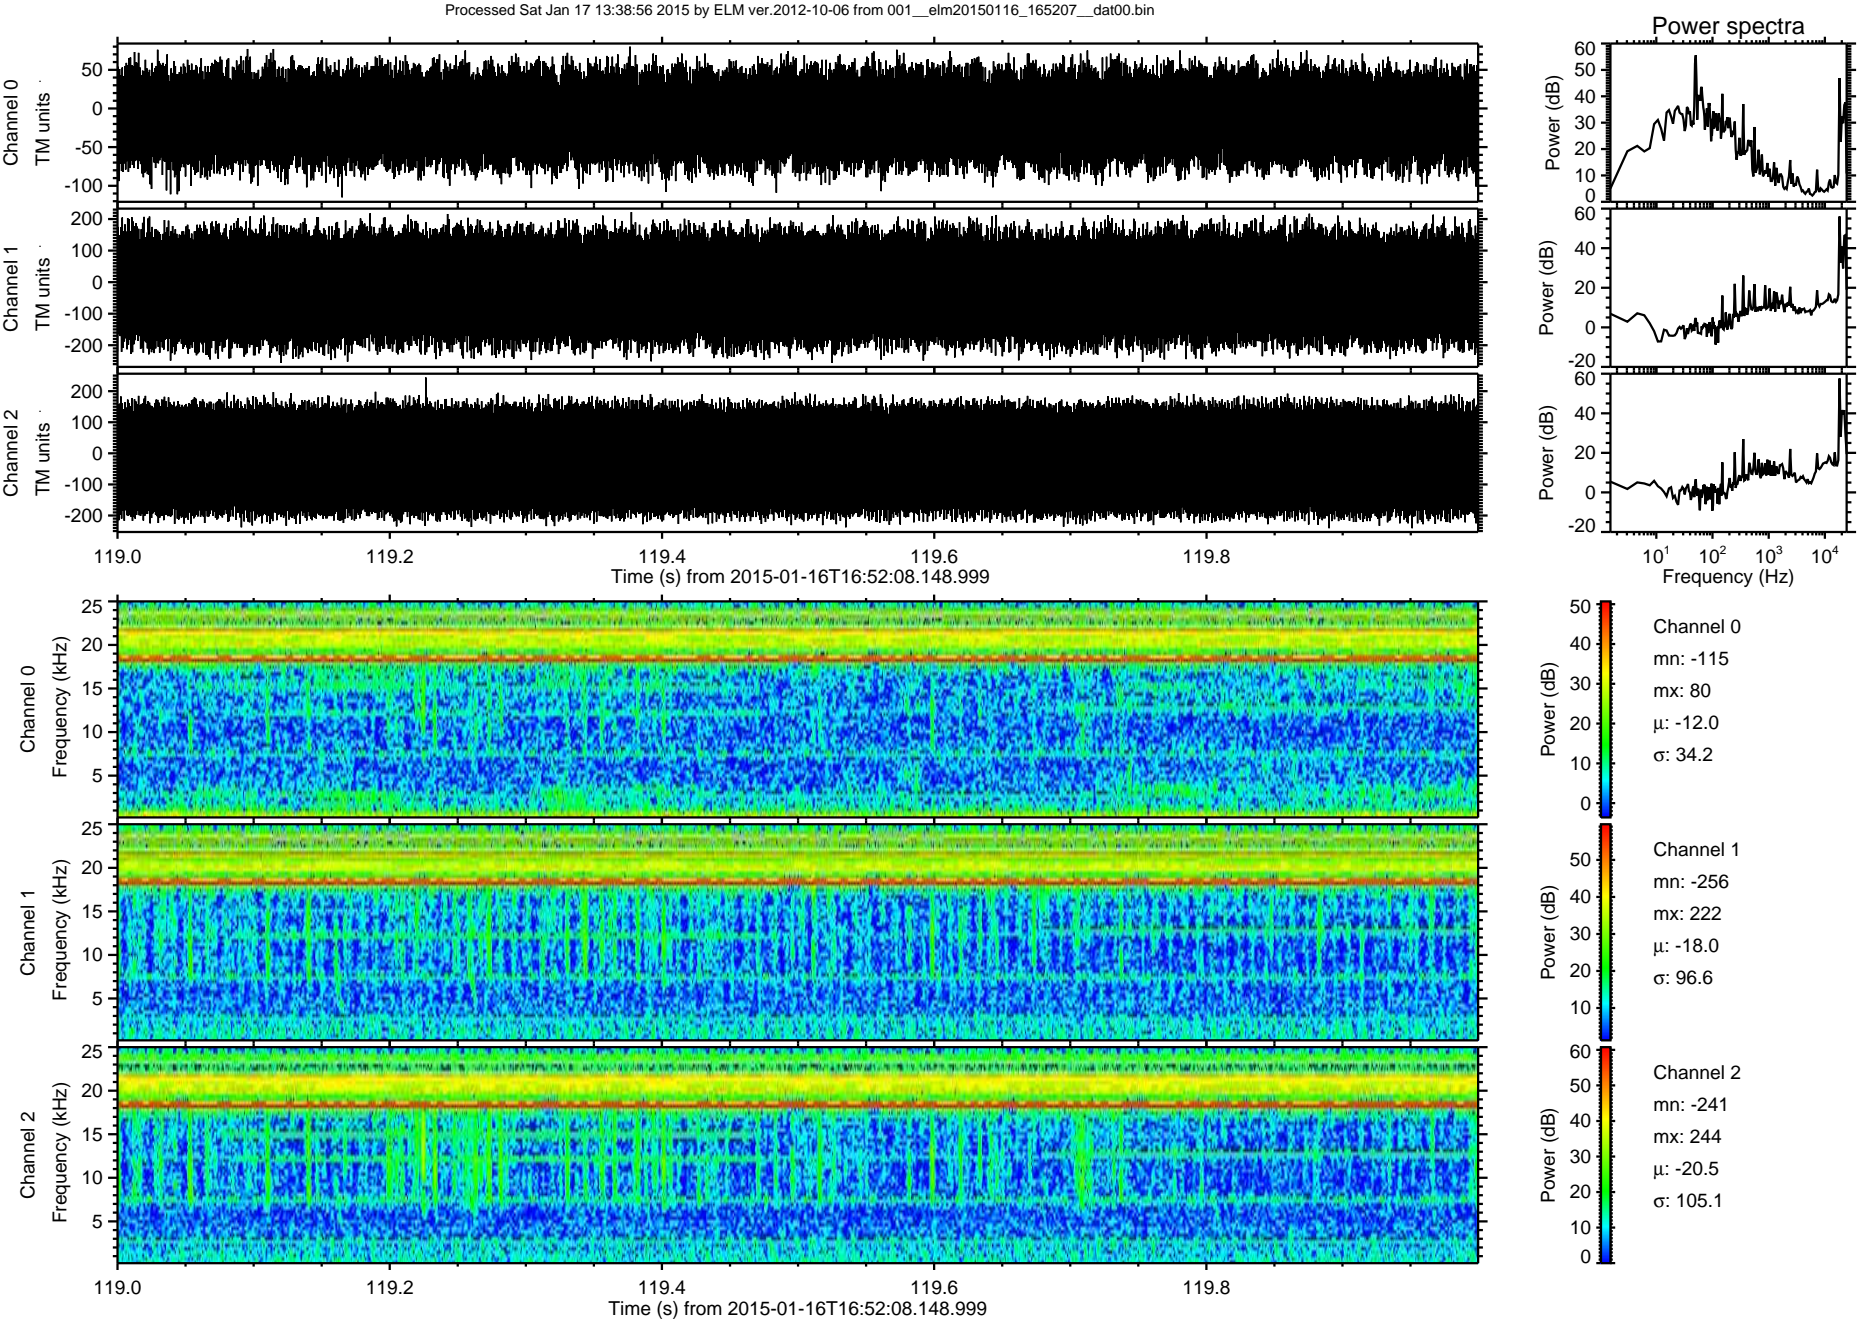 Processed Sat Jan 17 13:38:56 2015 by ELM ver.2012-10-06 from 001__elm20150116_165207__dat00.bin
Power spectra
Channel 0
TM units
50
0
-50
-100
Power (dB)
60
50
40
30
20
10
0
Channel 1
TM units
200
100
0
-100
-200
Power (dB)
60
40
20
0
-20
Channel 2
TM units
200
100
0
-100
-200
Power (dB)
60
40
20
0
-20
119.0 119.2 119.4 119.6 119.8
Time (s) from 2015-01-16T16:52:08.148.999
10^1 10^2 10^3 10^4
Frequency (Hz)
Channel 0
Frequency (kHz)
25
20
15
10
5
Power (dB)
50
40
30
20
10
0
Channel 0
mn: -115
mx: 80
µ: -12.0
σ: 34.2
Channel 1
Frequency (kHz)
25
20
15
10
5
Power (dB)
50
40
30
20
10
Channel 1
mn: -256
mx: 222
µ: -18.0
σ: 96.6
Channel 2
Frequency (kHz)
25
20
15
10
5
Power (dB)
60
50
40
30
20
10
0
Channel 2
mn: -241
mx: 244
µ: -20.5
σ: 105.1
119.0 119.2 119.4 119.6 119.8
Time (s) from 2015-01-16T16:52:08.148.999